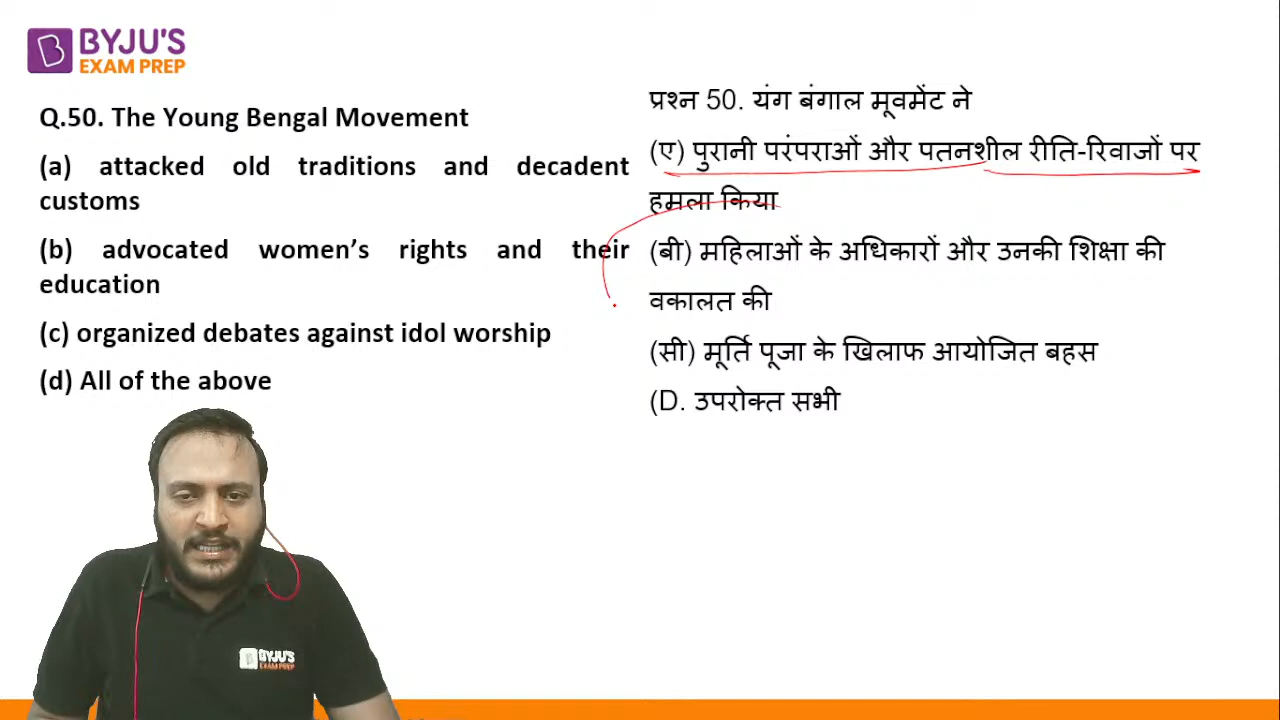 BYJU'S
EXAM PREP
Q.50. The Young Bengal Movement
(a) attacked old traditions and decadent
customs
(b) advocated women's rights and their
education
(c) organized debates against idol worship
(d) All of the above
प्रश्न 50. यंग बंगाल मूवमेंट ने
(ए) पुरानी परंपराओं और पतनशील रीति-रिवाजों पर
हमला किया
(बी) महिलाओं के अधिकारों और उनकी शिक्षा की
वकालत की
(सी) मूर्ति पूजा के खिलाफ आयोजित बहस
(D. उपरोक्त सभी
BYJU'S
EXAM PREP